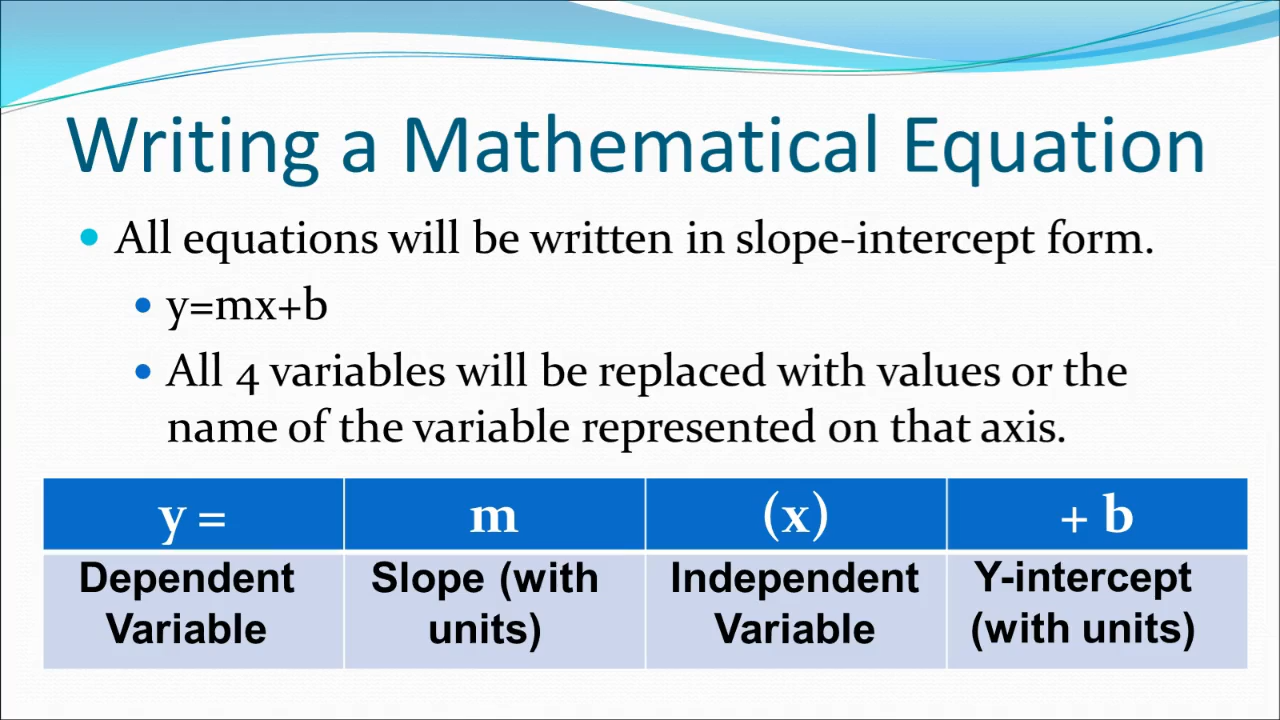 Writing a Mathematical Equation
All equations will be written in slope-intercept form.
y=mx+b
All 4 variables will be replaced with values or the
name of the variable represented on that axis.
y = m (x) + b
Dependent Variable Slope (with units) Independent Variable Y-intercept (with units)